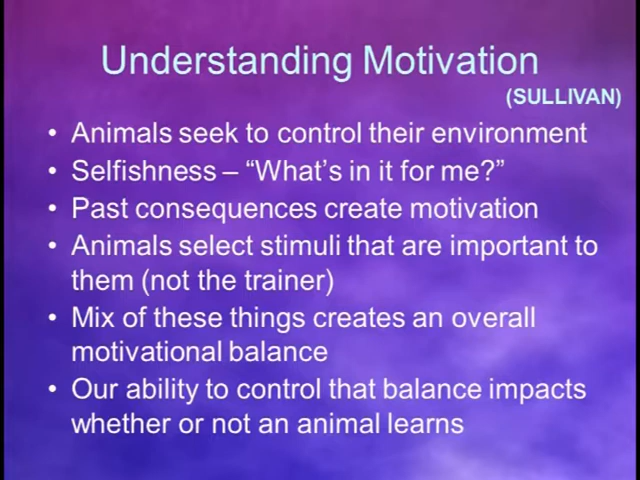 Understanding Motivation
(SULLIVAN)
• Animals seek to control their environment
• Selfishness – “What’s in it for me?”
• Past consequences create motivation
• Animals select stimuli that are important to
them (not the trainer)
• Mix of these things creates an overall
motivational balance
• Our ability to control that balance impacts
whether or not an animal learns